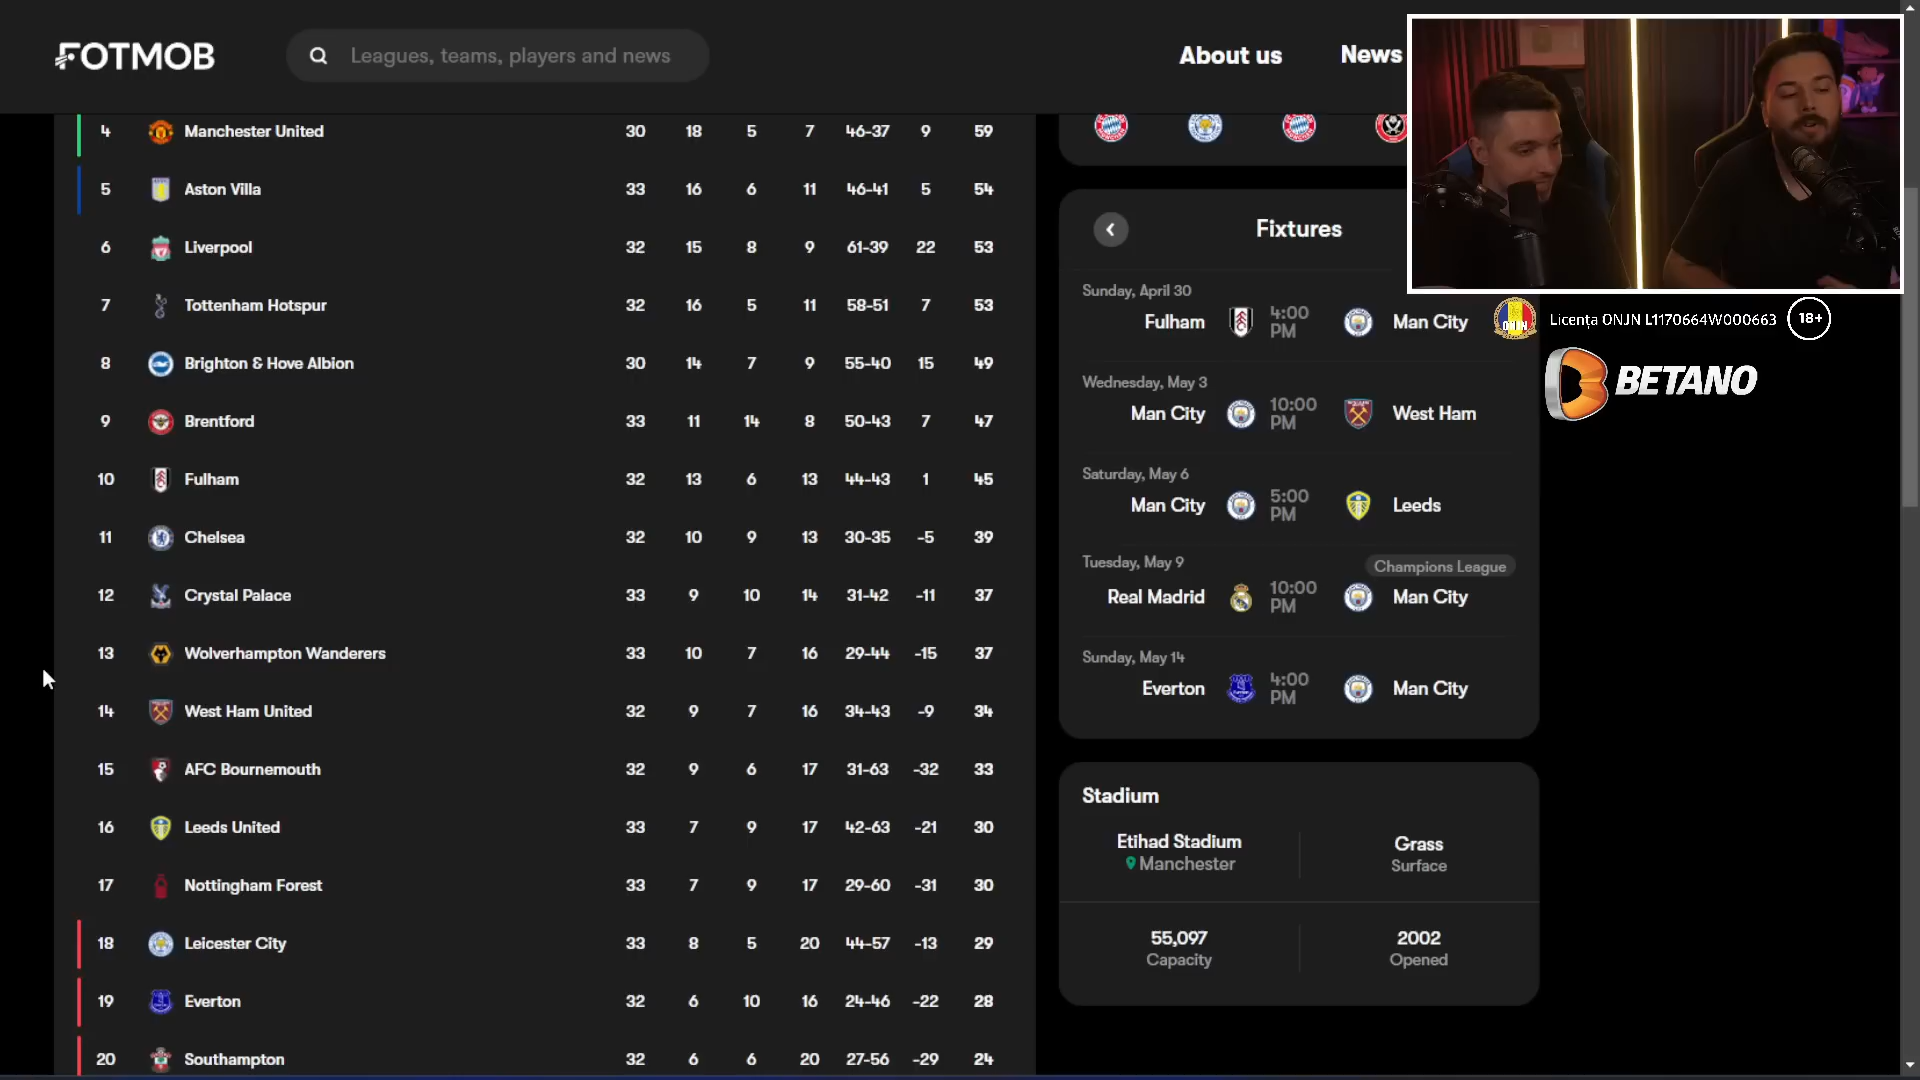 FOTMOB
Leagues, teams, players and news
About us
News
4 Manchester United 30 18 5 7 46-37 9 59
5 Aston Villa 33 16 6 11 46-41 5 54
6 Liverpool 32 15 8 9 61-39 22 53
7 Tottenham Hotspur 32 16 5 11 58-51 7 53
8 Brighton & Hove Albion 30 14 7 9 55-40 15 49
9 Brentford 33 11 14 8 50-43 7 47
10 Fulham 32 13 6 13 44-43 1 45
11 Chelsea 32 10 9 13 30-35 -5 39
12 Crystal Palace 33 9 10 14 31-42 -11 37
13 Wolverhampton Wanderers 33 10 7 16 29-44 -15 37
14 West Ham United 32 9 7 16 34-43 -9 34
15 AFC Bournemouth 32 9 6 17 31-63 -32 33
16 Leeds United 33 7 9 17 42-63 -21 30
17 Nottingham Forest 33 7 9 17 29-60 -31 30
18 Leicester City 33 8 5 20 44-57 -13 29
19 Everton 32 6 10 16 24-46 -22 28
20 Southampton 32 6 6 20 27-56 -29 24
Fixtures
Sunday, April 30
Fulham 4:00 PM Man City
Wednesday, May 3
Man City 10:00 PM West Ham
Saturday, May 6
Man City 5:00 PM Leeds
Tuesday, May 9
Champions League
Real Madrid 10:00 PM Man City
Sunday, May 14
Everton 4:00 PM Man City
Stadium
Etihad Stadium
Manchester
Grass
Surface
55,097
Capacity
2002
Opened
ONJN
Licența ONJN L1170664W000663
18+
BETANO